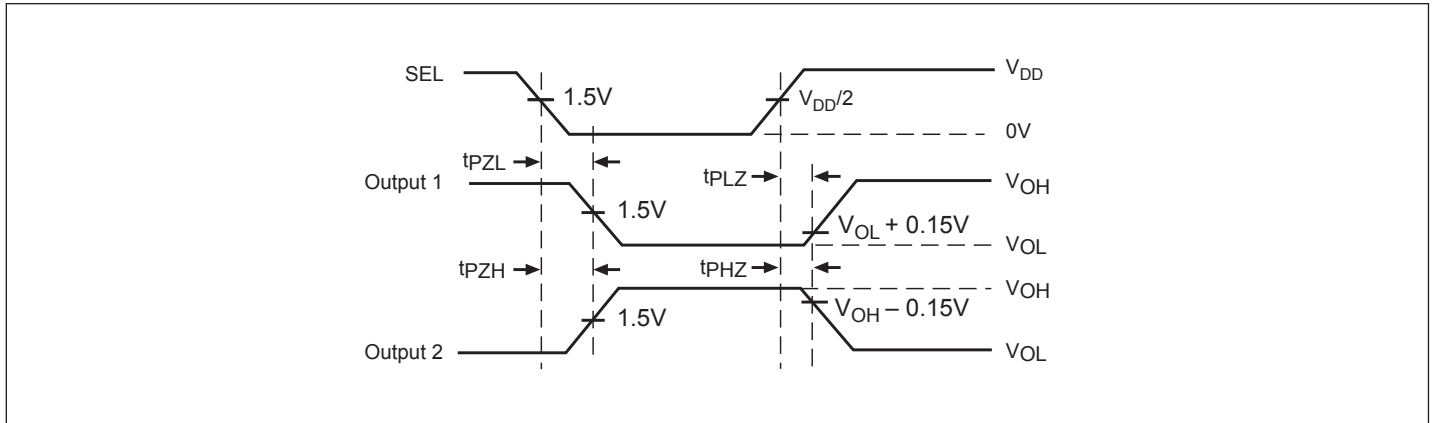 SEL
1.5V
VDD/2
VDD
0V
tPZL
tPLZ
Output 1
1.5V
VOH
VOL + 0.15V
VOL
tPZH
tPHZ
VOH
1.5V
VOH – 0.15V
Output 2
VOL